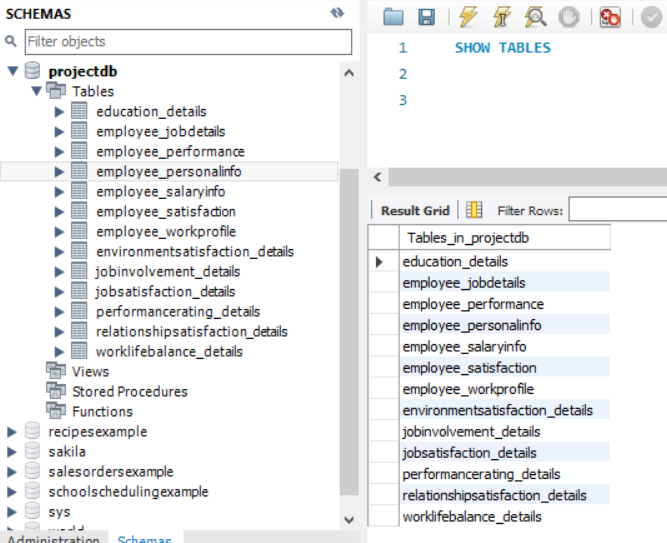 SCHEMAS
Filter objects
projectdb
Tables
education_details
employee_jobdetails
employee_performance
employee_personalinfo
employee_salaryinfo
employee_satisfaction
employee_workprofile
environmentsatisfaction_details
jobinvolvement_details
jobsatisfaction_details
performancerating_details
relationshipsatisfaction_details
worklifebalance_details
Views
Stored Procedures
Functions
recipesexample
sakila
salesordersexample
schoolschedulingexample
sys
world
Administration Schemas
1 SHOW TABLES
2
3
Result Grid Filter Rows:
Tables_in_projectdb
education_details
employee_jobdetails
employee_performance
employee_personalinfo
employee_salaryinfo
employee_satisfaction
employee_workprofile
environmentsatisfaction_details
jobinvolvement_details
jobsatisfaction_details
performancerating_details
relationshipsatisfaction_details
worklifebalance_details